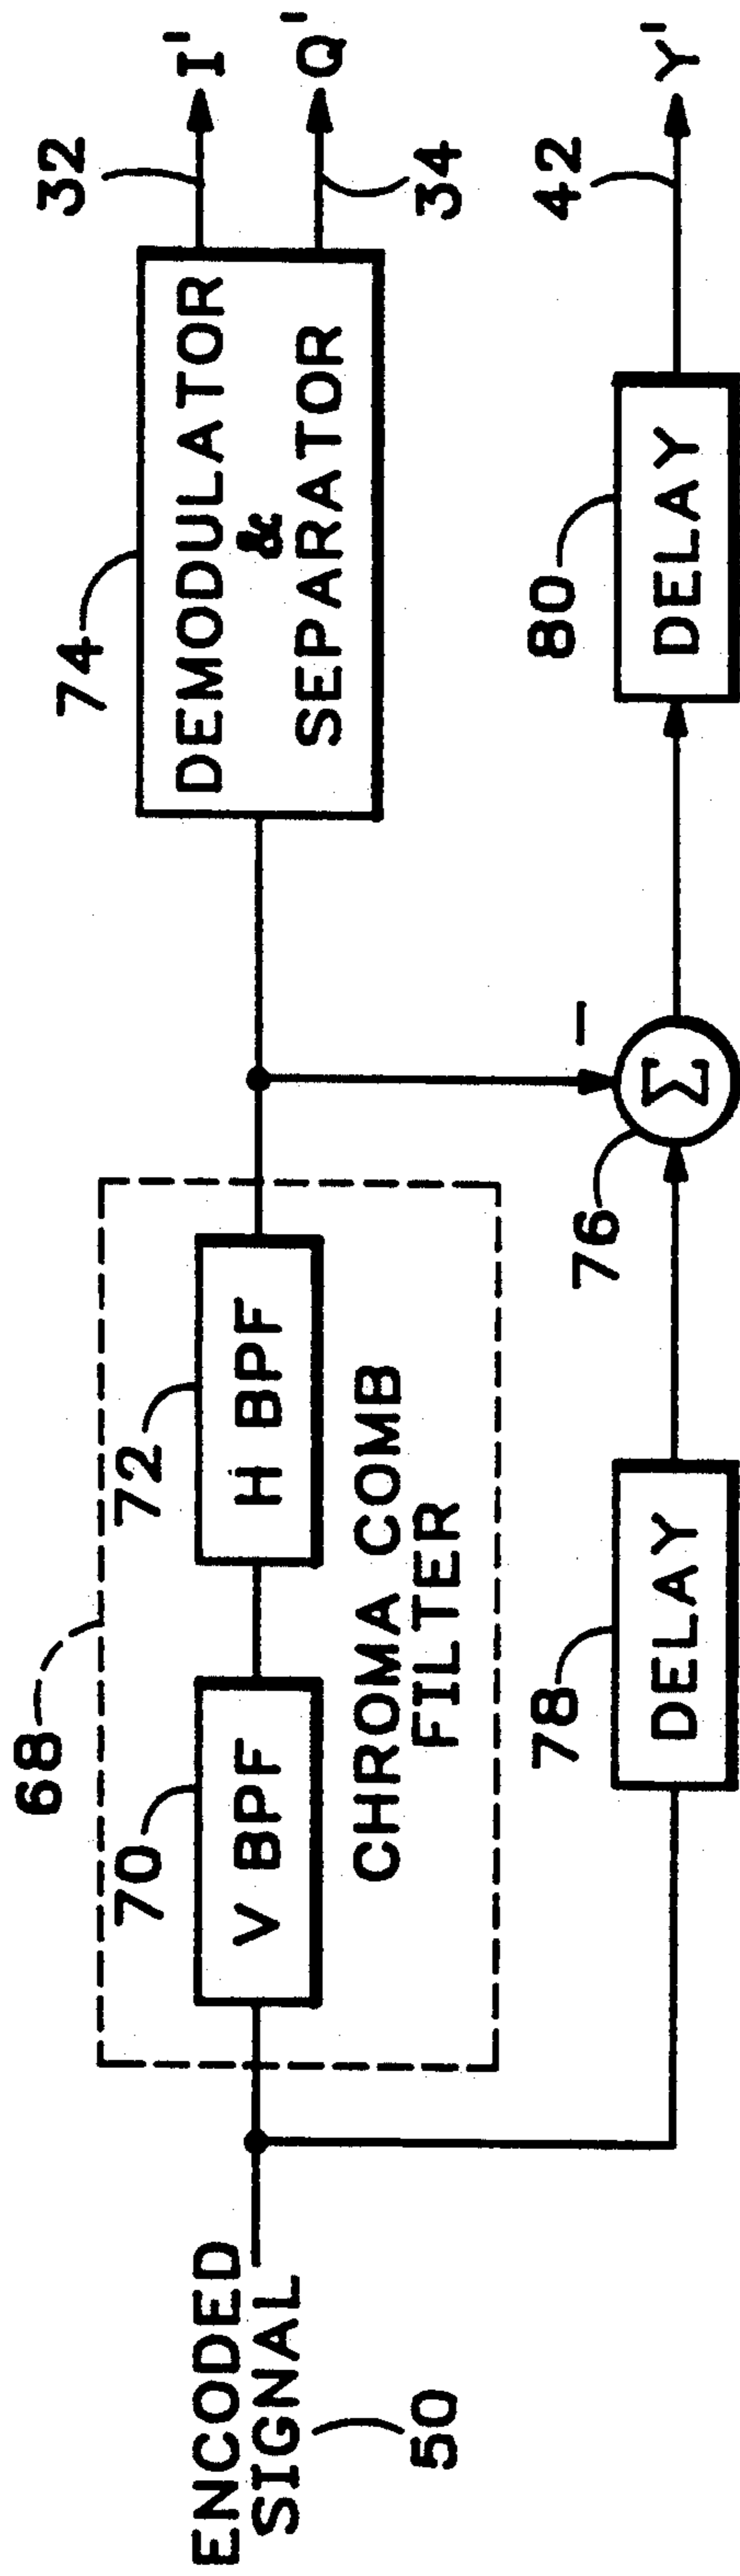 ENCODED
SIGNAL
50
68
70
V BPF
72
H BPF
CHROMA COMB
FILTER
74
DEMODULATOR
&
SEPARATOR
32
I'
Q'
34
78
DELAY
76
Σ
−
80
DELAY
42
Y'